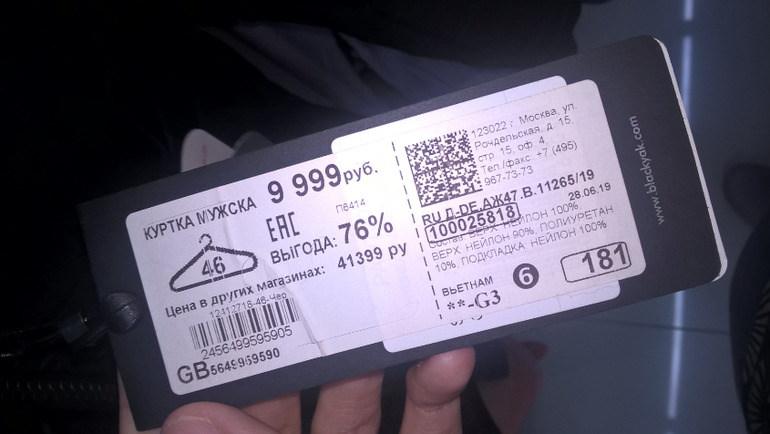 КУРТКА МУЖСКА
9 999 руб.
П6414
ЕАС
46
ВЫГОДА: 76%
Цена в других магазинах: 41399 ру
12412718-46-Чер
2456499595905
GB5649959590
123022 г. Москва, ул.
Рочдельская, д. 15,
стр. 15, оф. 4,
Тел./факс: +7 (495)
967-73-73
RU Д-DE.АЖ47.В.11265/19
28.06.19
100025818
Состав: ВЕРХ: НЕЙЛОН 100%,
ВЕРХ: НЕЙЛОН 90%, ПОЛИУРЕТАН
10%, ПОДКЛАДКА: НЕЙЛОН 100%
ВЬЕТНАМ
6
181
**-G3
www.blackyak.com